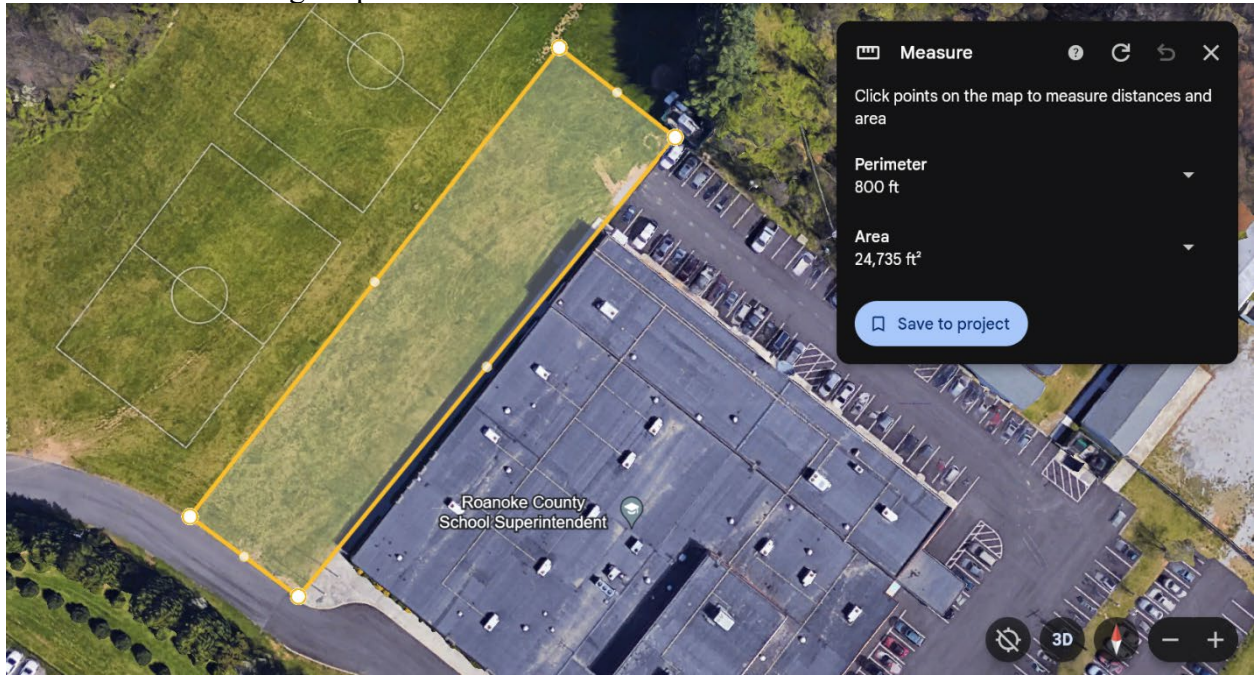 Measure
Click points on the map to measure distances and
area
Perimeter
800 ft
Area
24,735 ft²
Save to project
Roanoke County
School Superintendent
3D